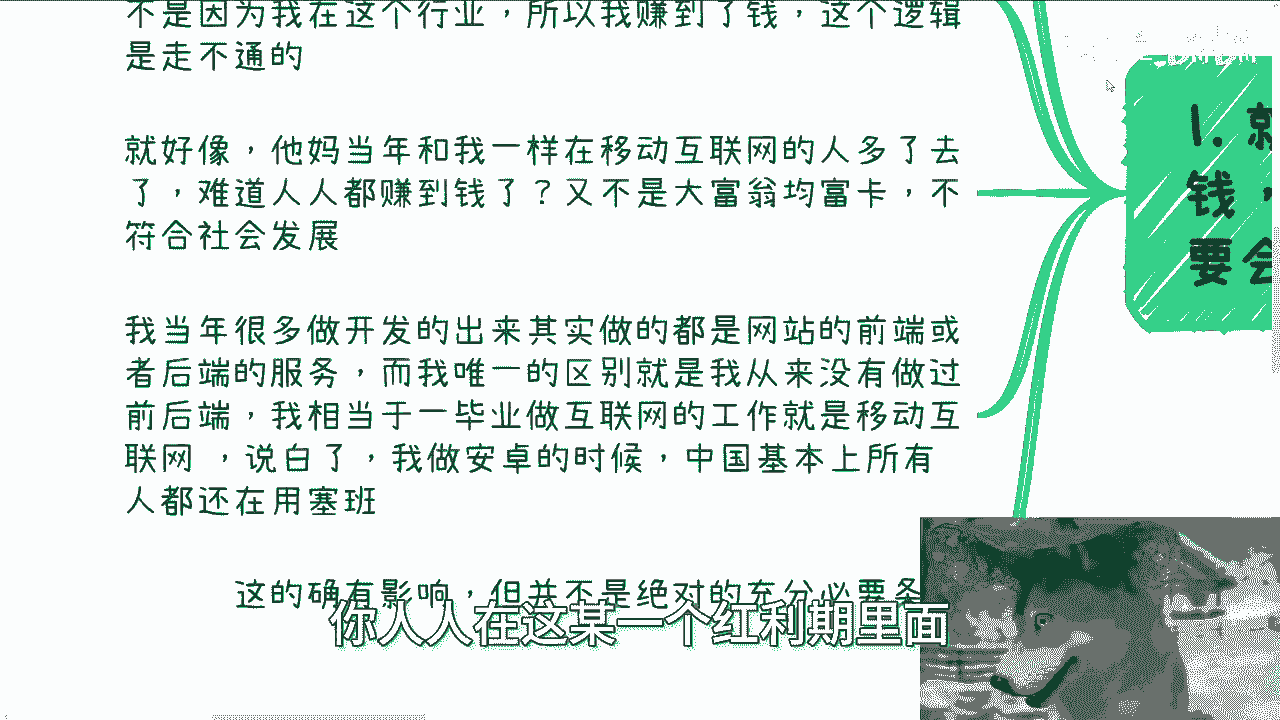 不是因为我在这个行业，所以我赚到了钱，这个逻辑
是走不通的
就好像，他妈当年和我一样在移动互联网的人多了去
了，难道人人都赚到钱了？又不是大富翁均富卡，不
符合社会发展
我当年很多做开发的出来其实做的都是网站的前端或
者后端的服务，而我唯一的区别就是我从来没有做过
前后端，我相当于一毕业做互联网的工作就是移动互
联网 ，说白了，我做安卓的时候，中国基本上所有
人都还在用塞班
这的确有影响，但并不是绝对的充分必要条
1. 就
钱，
要会
你人人在这某一个红利期里面